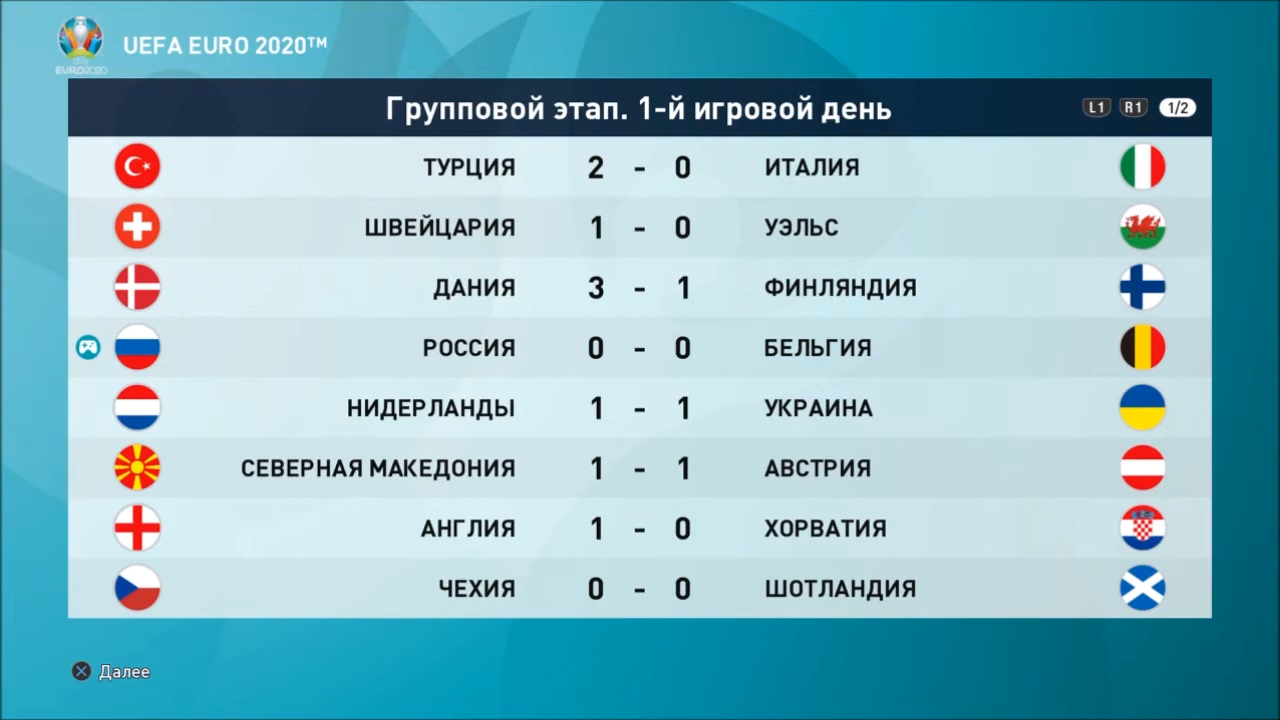 UEFA EURO 2020™
EURO2020
Групповой этап. 1-й игровой день
L1 R1 1/2
ТУРЦИЯ 2 - 0 ИТАЛИЯ
ШВЕЙЦАРИЯ 1 - 0 УЭЛЬС
ДАНИЯ 3 - 1 ФИНЛЯНДИЯ
РОССИЯ 0 - 0 БЕЛЬГИЯ
НИДЕРЛАНДЫ 1 - 1 УКРАИНА
СЕВЕРНАЯ МАКЕДОНИЯ 1 - 1 АВСТРИЯ
АНГЛИЯ 1 - 0 ХОРВАТИЯ
ЧЕХИЯ 0 - 0 ШОТЛАНДИЯ
Далее